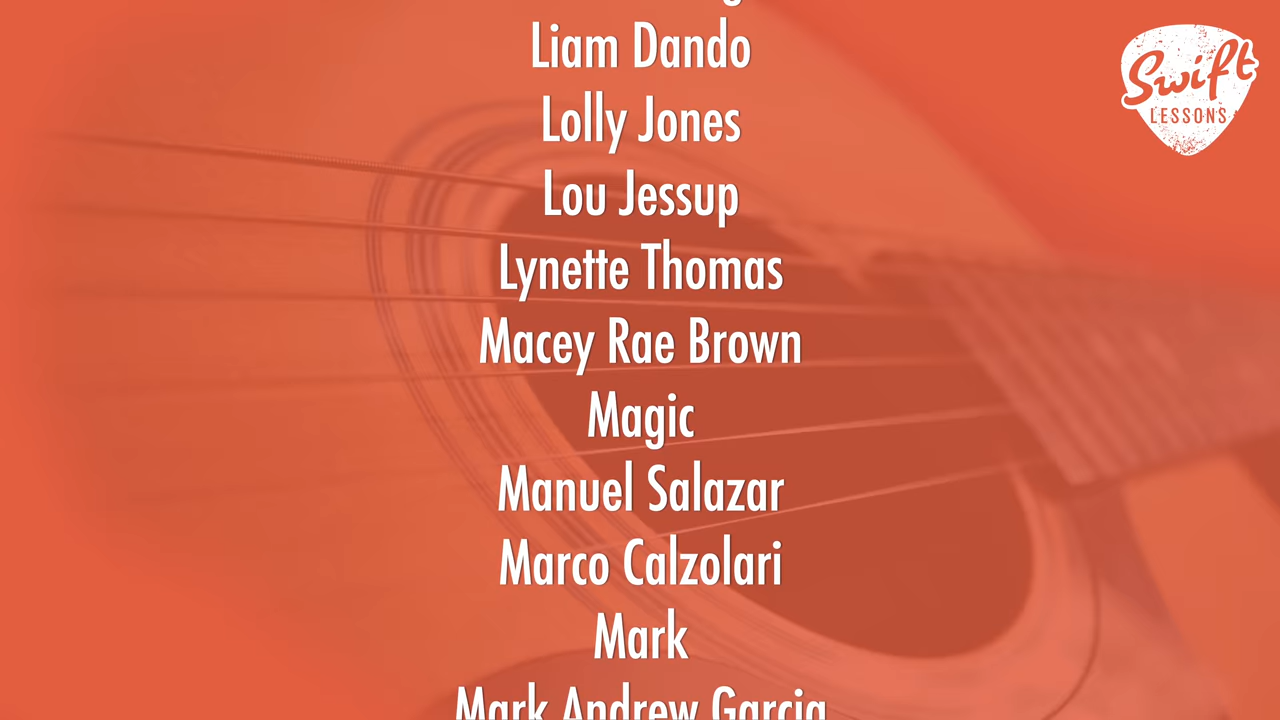 Swift
LESSONS
Liam Dando
Lolly Jones
Lou Jessup
Lynette Thomas
Macey Rae Brown
Magic
Manuel Salazar
Marco Calzolari
Mark
Mark Andrew Garcia